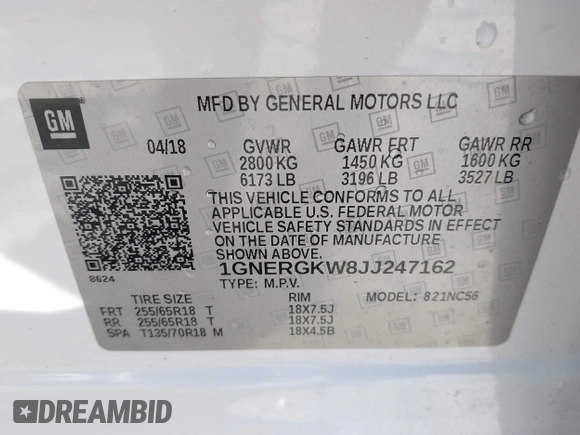 GM
MFD BY GENERAL MOTORS LLC
04/18 GVWR GAWR FRT GAWR RR
2800 KG 1450 KG 1600 KG
6173 LB 3196 LB 3527 LB
THIS VEHICLE CONFORMS TO ALL
APPLICABLE U.S. FEDERAL MOTOR
VEHICLE SAFETY STANDARDS IN EFFECT
ON THE DATE OF MANUFACTURE
SHOWN ABOVE.
8624 1GNERGKW8JJ247162
TYPE: M.P.V. MODEL: 821NC56
TIRE SIZE RIM
FRT 255/65R18 T 18X7.5J
RR 255/65R18 T 18X7.5J
SPA T135/70R18 M 18X4.5B
DREAMBID